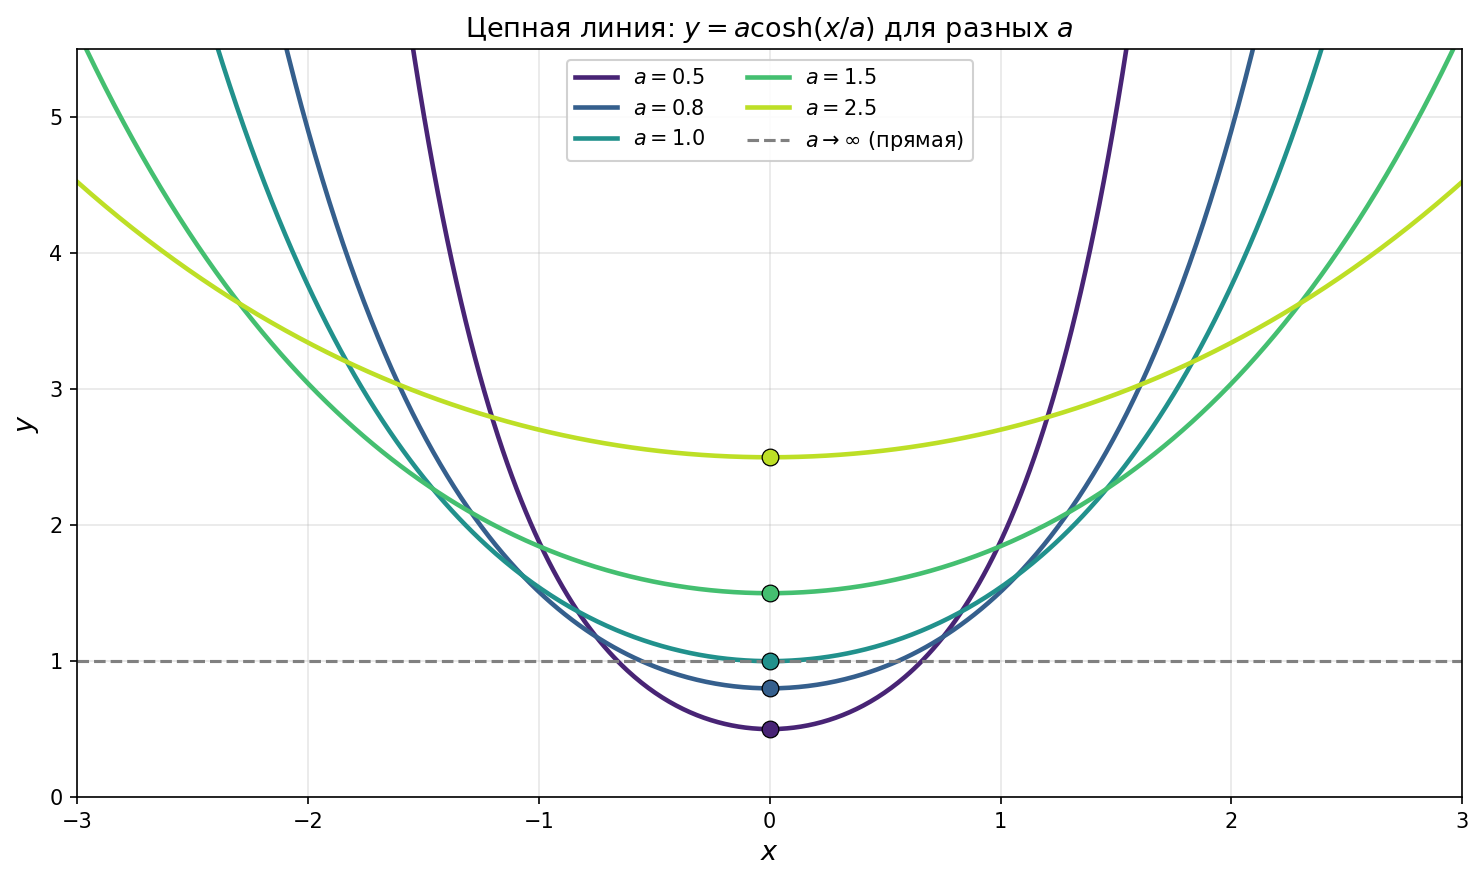 Цепная линия: y = acosh(x/a) для разных a
a = 0.5
a = 0.8
a = 1.0
a = 1.5
a = 2.5
a → ∞ (прямая)
y
5
4
3
2
1
0
−3
−2
−1
0
1
2
3
x